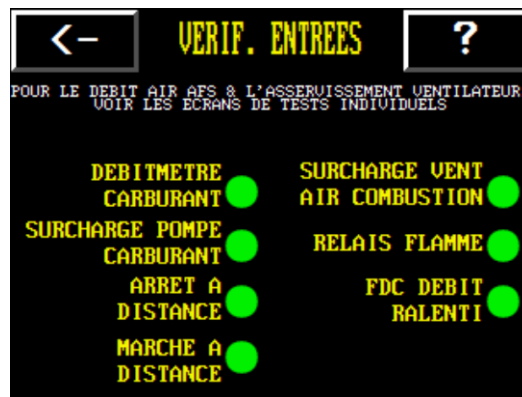 <- VERIF. ENTREES ?
POUR LE DEBIT AIR AFS & L'ASSERVISSEMENT VENTILATEUR
VOIR LES ECRANS DE TESTS INDIVIDUELS
DEBITMETRE
CARBURANT
SURCHARGE VENT
AIR COMBUSTION
SURCHARGE POMPE
CARBURANT
RELAIS FLAMME
ARRET A
DISTANCE
FDC DEBIT
RALENTI
MARCHE A
DISTANCE